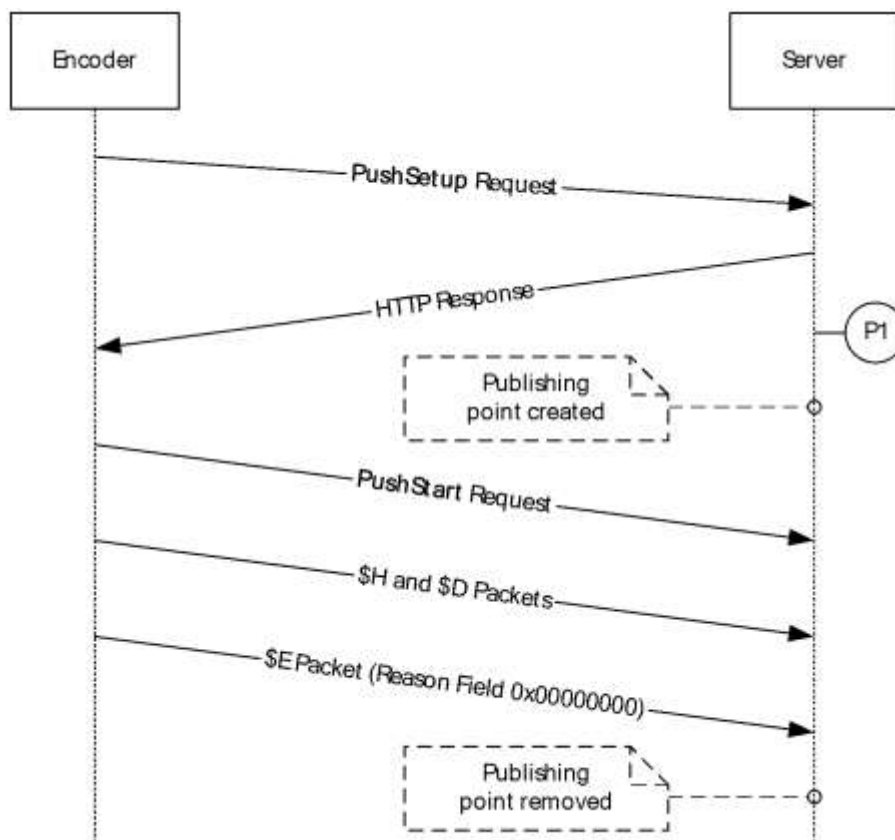 Encoder
Server
PushSetup Request
HTTP Response
P1
Publishing
point created
PushStart Request
$H and $D Packets
$E Packet (Reason Field 0x00000000)
Publishing
point removed